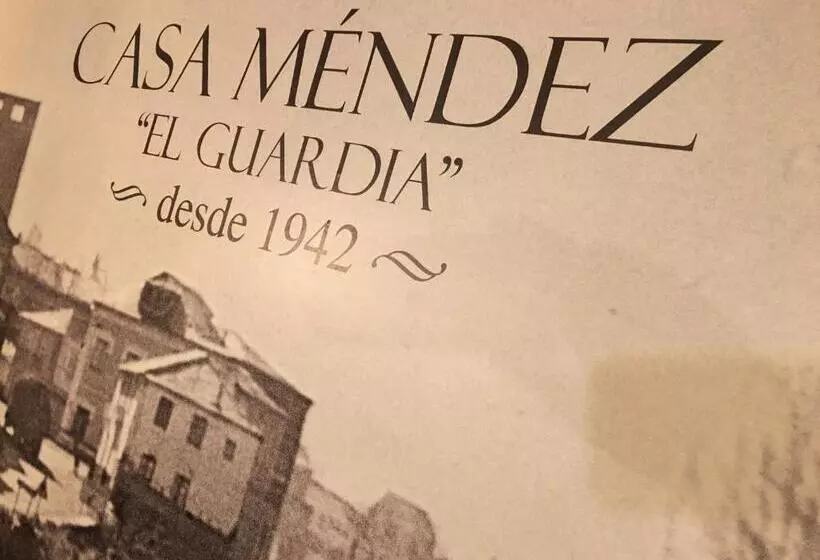 CASA MÉNDEZ
“EL GUARDIA”
desde 1942